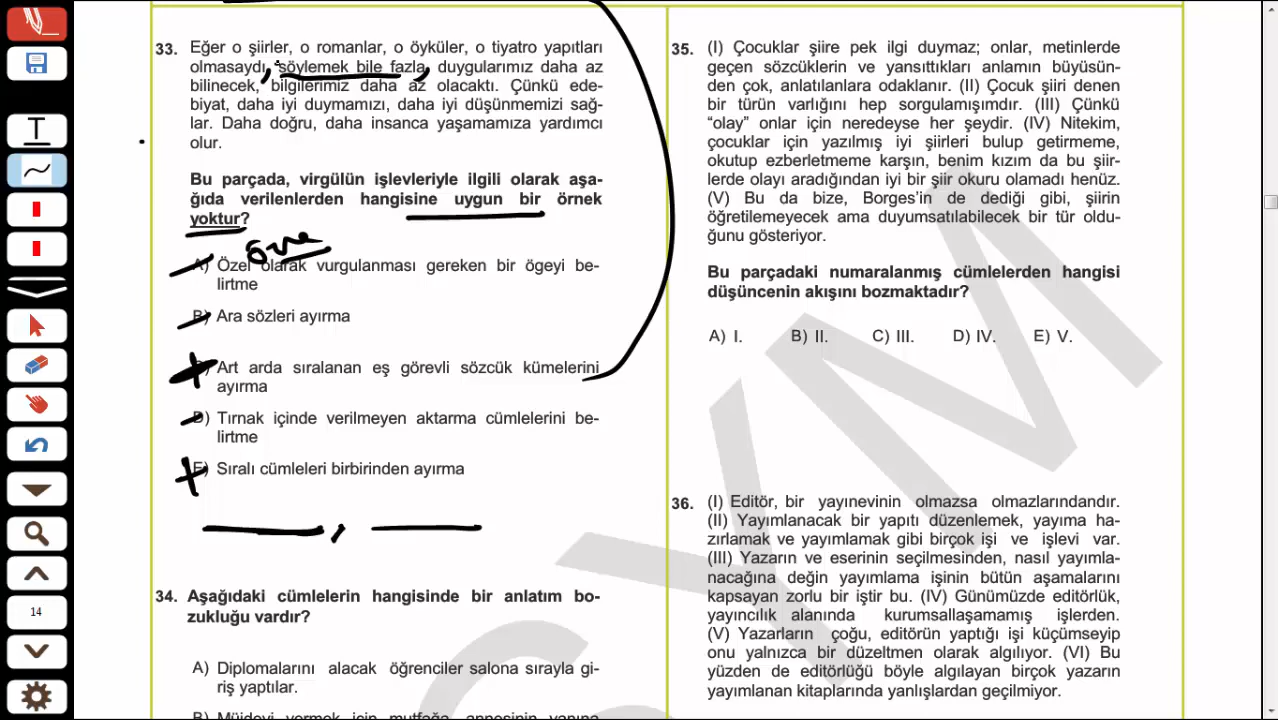 33. Eğer o şiirler, o romanlar, o öyküler, o tiyatro yapıtları
olmasaydı, söylemek bile fazla, duygularımız daha az
bilinecek, bilgilerimiz daha az olacaktı. Çünkü ede-
biyat, daha iyi duymamızı, daha iyi düşünmemizi sağ-
lar. Daha doğru, daha insanca yaşamamıza yardımcı
olur.
Bu parçada, virgülün işlevleriyle ilgili olarak aşa-
ğıda verilenlerden hangisine uygun bir örnek
yoktur?
A) Özel olarak vurgulanması gereken bir ögeyi be-
lirtme
B) Ara sözleri ayırma
C) Art arda sıralanan eş görevli sözcük kümelerini
ayırma
D) Tırnak içinde verilmeyen aktarma cümlelerini be-
lirtme
E) Sıralı cümleleri birbirinden ayırma
34. Aşağıdaki cümlelerin hangisinde bir anlatım bo-
zukluğu vardır?
A) Diplomalarını alacak öğrenciler salona sırayla gi-
riş yaptılar.
B) Müjdeyi vermek için mutfağa, annesinin yanına
35. (I) Çocuklar şiire pek ilgi duymaz; onlar, metinlerde
geçen sözcüklerin ve yansıttıkları anlamın büyüsün-
den çok, anlatılanlara odaklanır. (II) Çocuk şiiri denen
bir türün varlığını hep sorgulamışımdır. (III) Çünkü
“olay” onlar için neredeyse her şeydir. (IV) Nitekim,
çocuklar için yazılmış iyi şiirleri bulup getirmeme,
okutup ezberletmeme karşın, benim kızım da bu şiir-
lerde olayı aradığından iyi bir şiir okuru olamadı henüz.
(V) Bu da bize, Borges’in de dediği gibi, şiirin
öğretilemeyecek ama duyumsatılabilecek bir tür oldu-
ğunu gösteriyor.
Bu parçadaki numaralanmış cümlelerden hangisi
düşüncenin akışını bozmaktadır?
A) I. B) II. C) III. D) IV. E) V.
36. (I) Editör, bir yayınevinin olmazsa olmazlarındandır.
(II) Yayımlanacak bir yapıtı düzenlemek, yayıma ha-
zırlamak ve yayımlamak gibi birçok işi ve işlevi var.
(III) Yazarın ve eserinin seçilmesinden, nasıl yayımla-
nacağına değin yayımlama işinin bütün aşamalarını
kapsayan zorlu bir iştir bu. (IV) Günümüzde editörlük,
yayıncılık alanında kurumsallaşamamış işlerden.
(V) Yazarların çoğu, editörün yaptığı işi küçümseyip
onu yalnızca bir düzeltmen olarak algılıyor. (VI) Bu
yüzden de editörlüğü böyle algılayan birçok yazarın
yayımlanan kitaplarında yanlışlardan geçilmiyor.
T
14